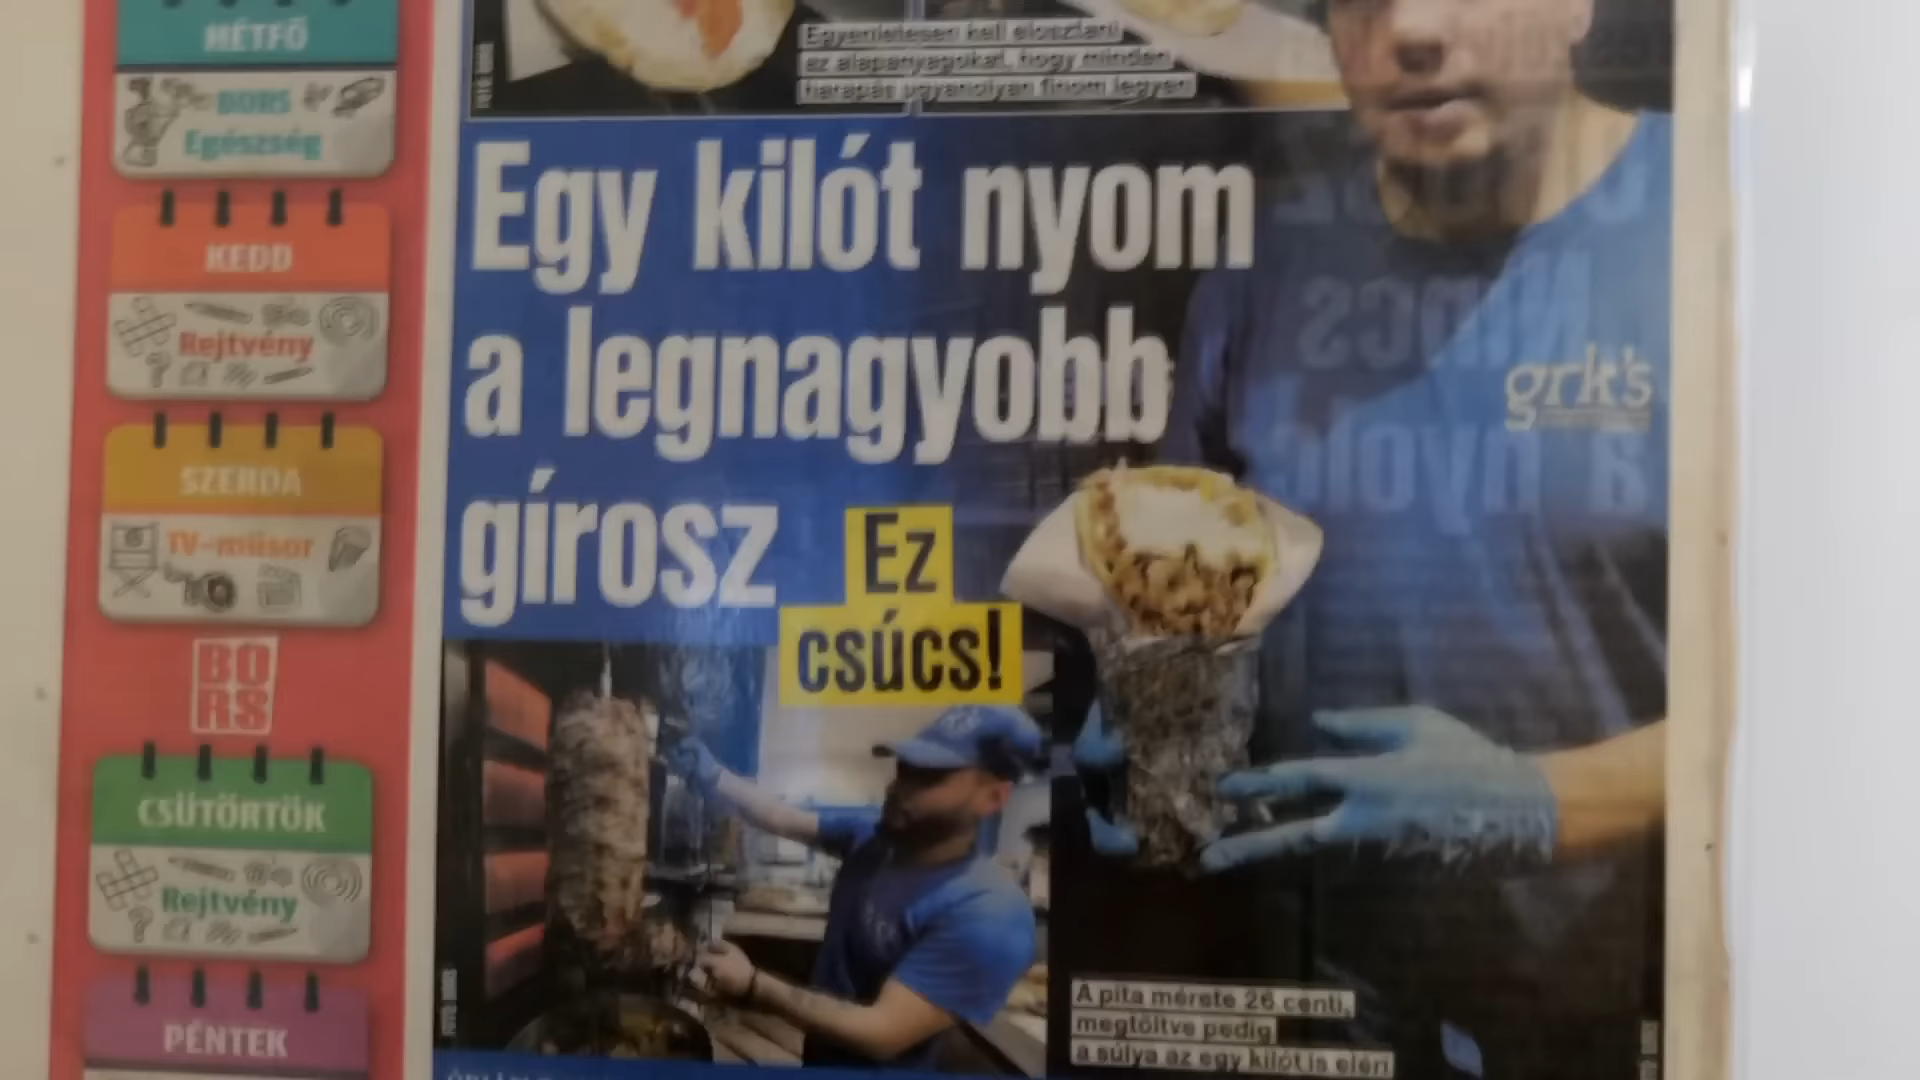 HÉTFŐ
BORS
Egészség
KEDD
Rejtvény
SZERDA
TV-műsor
BO
RS
CSÜTÖRTÖK
Rejtvény
PÉNTEK
Egyenletesen kell elosztani
az alapanyagokat, hogy minden
harapás ugyanolyan finom legyen
Egy kilót nyom
a legnagyobb
gírosz
Ez
csúcs!
grk's
A pita mérete 26 centi,
megtöltve pedig
a súlya az egy kilót is eléri